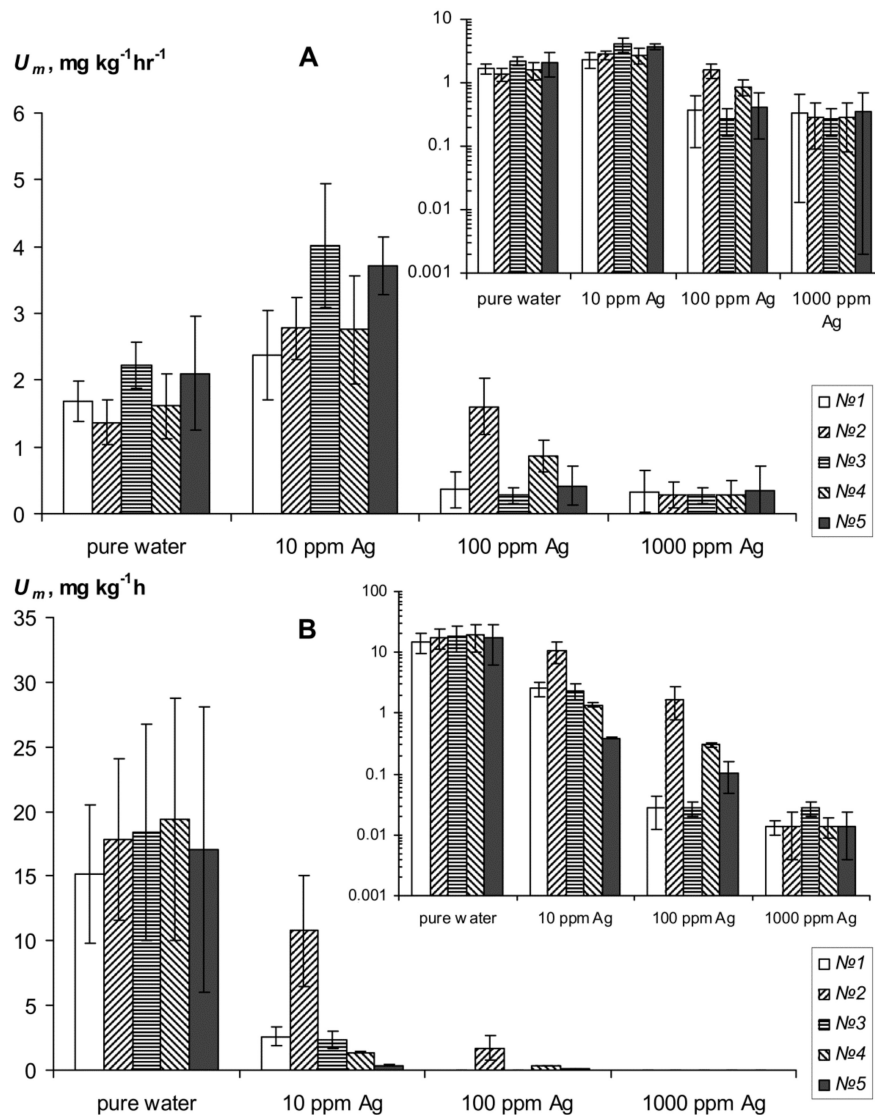 U_m, mg kg⁻¹hr⁻¹
A
6
5
4
3
2
1
0
pure water
10 ppm Ag
100 ppm Ag
1000 ppm Ag
10
1
0.1
0.01
0.001
pure water
10 ppm Ag
100 ppm Ag
1000 ppm
Ag
№1
№2
№3
№4
№5
U_m, mg kg⁻¹h
B
35
30
25
20
15
10
5
0
pure water
10 ppm Ag
100 ppm Ag
1000 ppm Ag
100
10
1
0.1
0.01
0.001
pure water
10 ppm Ag
100 ppm Ag
1000 ppm Ag
№1
№2
№3
№4
№5